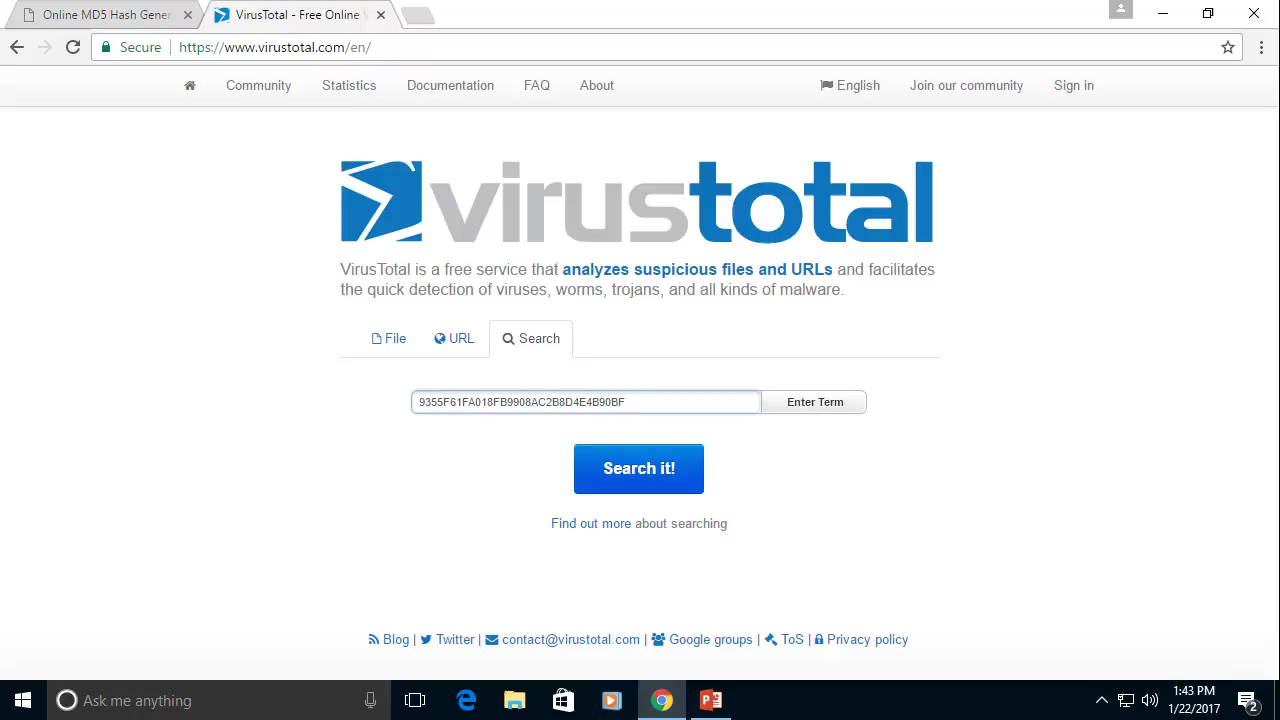 Online MD5 Hash Gener
VirusTotal - Free Online
Secure https://www.virustotal.com/en/
Community Statistics Documentation FAQ About English Join our community Sign in
virustotal
VirusTotal is a free service that analyzes suspicious files and URLs and facilitates
the quick detection of viruses, worms, trojans, and all kinds of malware.
File URL Search
9355F61FA018FB9908AC2B8D4E4B90BF Enter Term
Search it!
Find out more about searching
Blog | Twitter | contact@virustotal.com | Google groups | ToS | Privacy policy
Ask me anything
1:43 PM
1/22/2017
2